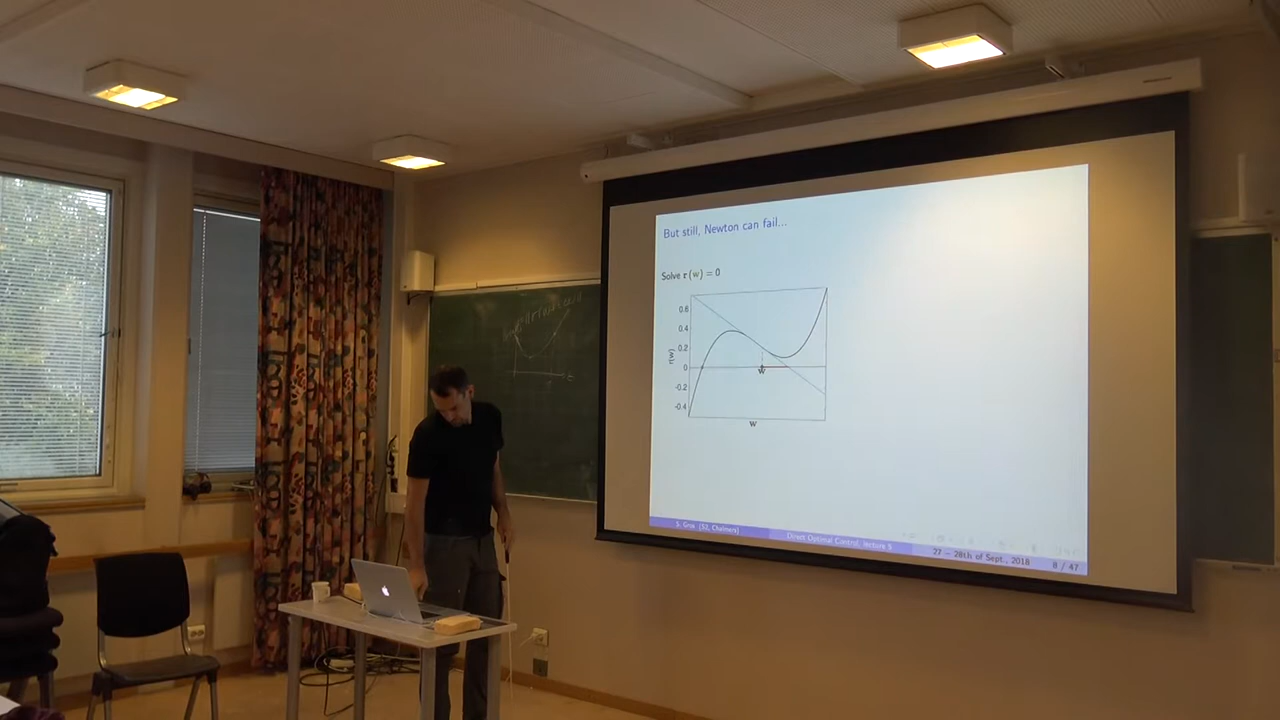 But still, Newton can fail...
Solve r (w) = 0
0.6
0.4
0.2
0
-0.2
-0.4
r(w)
w
w
S. Gros (S2, Chalmers)
Direct Optimal Control, lecture 5
27 – 28th of Sept., 2018
8 / 47